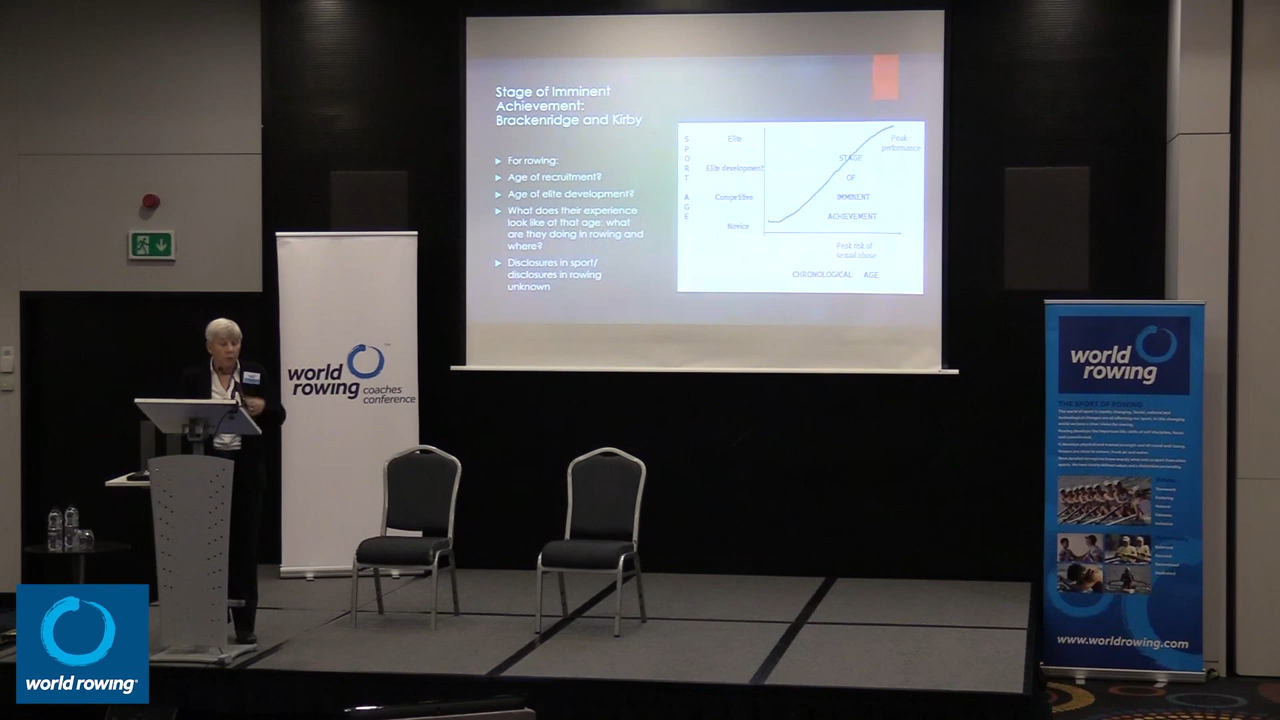 Stage of Imminent
Achievement:
Brackenridge and Kirby
For rowing:
Age of recruitment?
Age of elite development?
What does their experience
look like at that age: what
are they doing in rowing and
where?
Disclosures in sport/
disclosures in rowing
unknown
SPORT AGE
Elite
Elite development
Competitive
Novice
STAGE
OF
IMMINENT
ACHIEVEMENT
Peak
performance
Peak risk of
sexual abuse
CHRONOLOGICAL AGE
world
rowing
coaches
conference
world
rowing
THE SPORT OF ROWING
www.worldrowing.com
world rowing